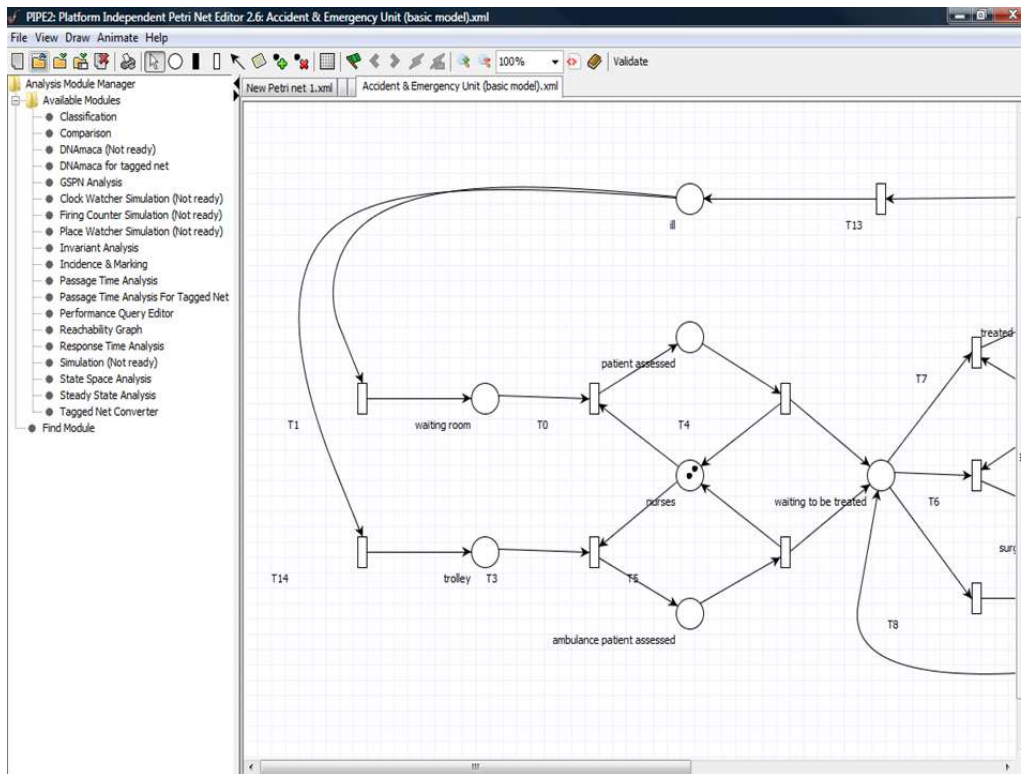 PIPE2: Platform Independent Petri Net Editor 2.6: Accident & Emergency Unit (basic model).xml
File View Draw Animate Help
100%
Validate
Analysis Module Manager
Available Modules
Classification
Comparison
DNAmaca (Not ready)
DNAmaca for tagged net
GSPN Analysis
Clock Watcher Simulation (Not ready)
Firing Counter Simulation (Not ready)
Place Watcher Simulation (Not ready)
Invariant Analysis
Incidence & Marking
Passage Time Analysis
Passage Time Analysis For Tagged Net
Performance Query Editor
Reachability Graph
Response Time Analysis
Simulation (Not ready)
State Space Analysis
Steady State Analysis
Tagged Net Converter
Find Module
New Petri net 1.xml
Accident & Emergency Unit (basic model).xml
ill
T13
treated
patient assessed
T7
T1
waiting room
T0
T4
nurses
waiting to be treated
T6
surg
T14
trolley
T3
T5
T8
ambulance patient assessed